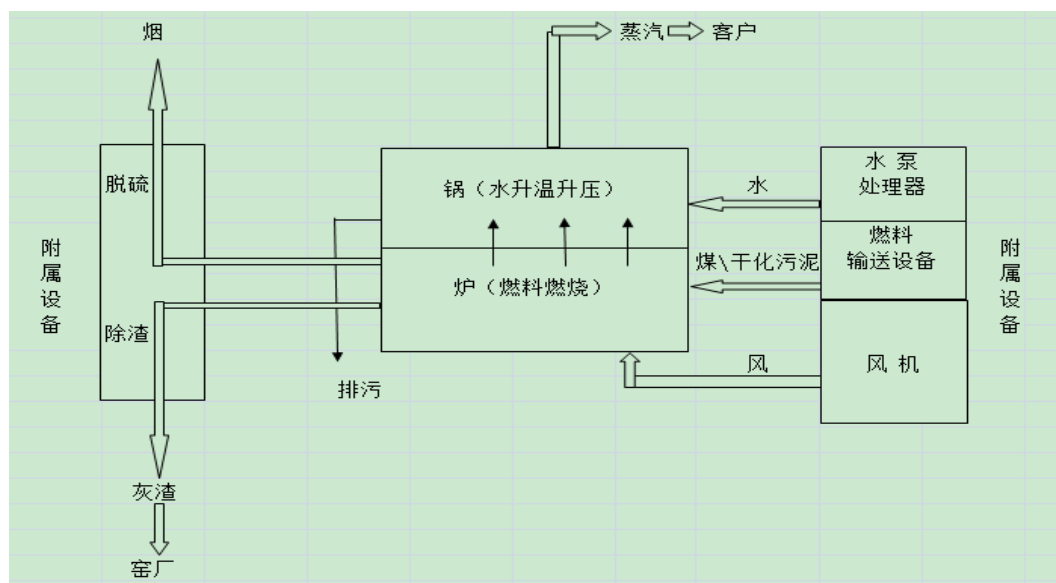 烟
蒸汽
客户
脱硫
锅（水升温升压）
水
水 泵
处理器
附属设备
燃料
输送设备
煤\干化污泥
附属设备
炉（燃料燃烧）
除渣
风
风 机
排污
灰渣
窑厂